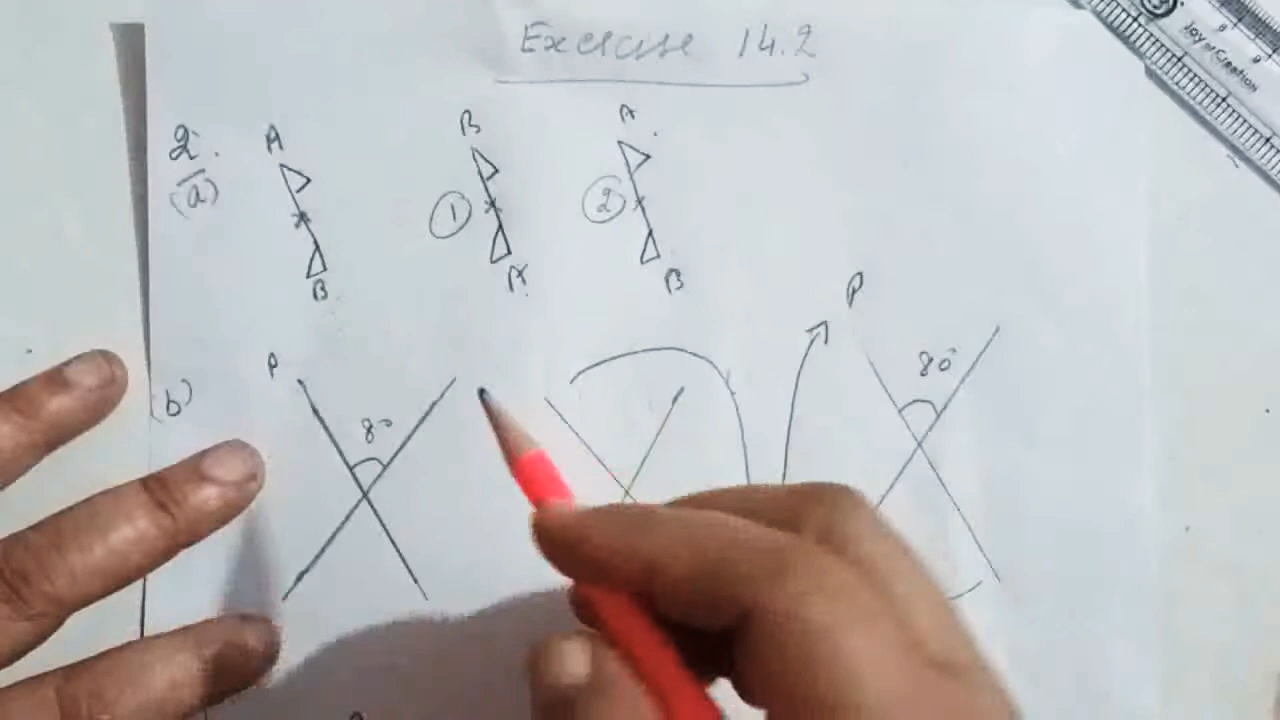 Exercise 14.2
2. A B A
(a) 1 2
B A B
P
(b) P 80 80°
Joy of Creation